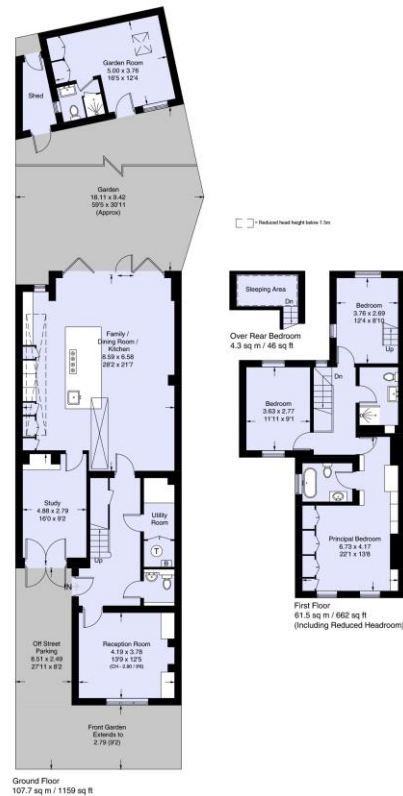 Garden Room
5.00 x 3.76
16'5 x 12'4
Shed
Garden
18.11 x 9.42
59'5 x 30'11
(Approx)
= Reduced head height below 1.5m
Sleeping Area
Dn
Over Rear Bedroom
4.3 sq m / 46 sq ft
Bedroom
3.76 x 2.69
12'4 x 8'10
Up
Family /
Dining Room /
Kitchen
8.59 x 6.58
28'2 x 21'7
Bedroom
3.63 x 2.77
11'11 x 9'1
Dn
Study
4.88 x 2.79
16'0 x 9'2
Utility
Room
T
B
Up
IN
Principal Bedroom
6.73 x 4.17
22'1 x 13'8
First Floor
61.5 sq m / 662 sq ft
(Including Reduced Headroom)
Off Street
Parking
8.51 x 2.49
27'11 x 8'2
Reception Room
4.19 x 3.78
13'9 x 12'5
Front Garden
Extends to
2.79 (9'2)
Ground Floor
107.7 sq m / 1159 sq ft